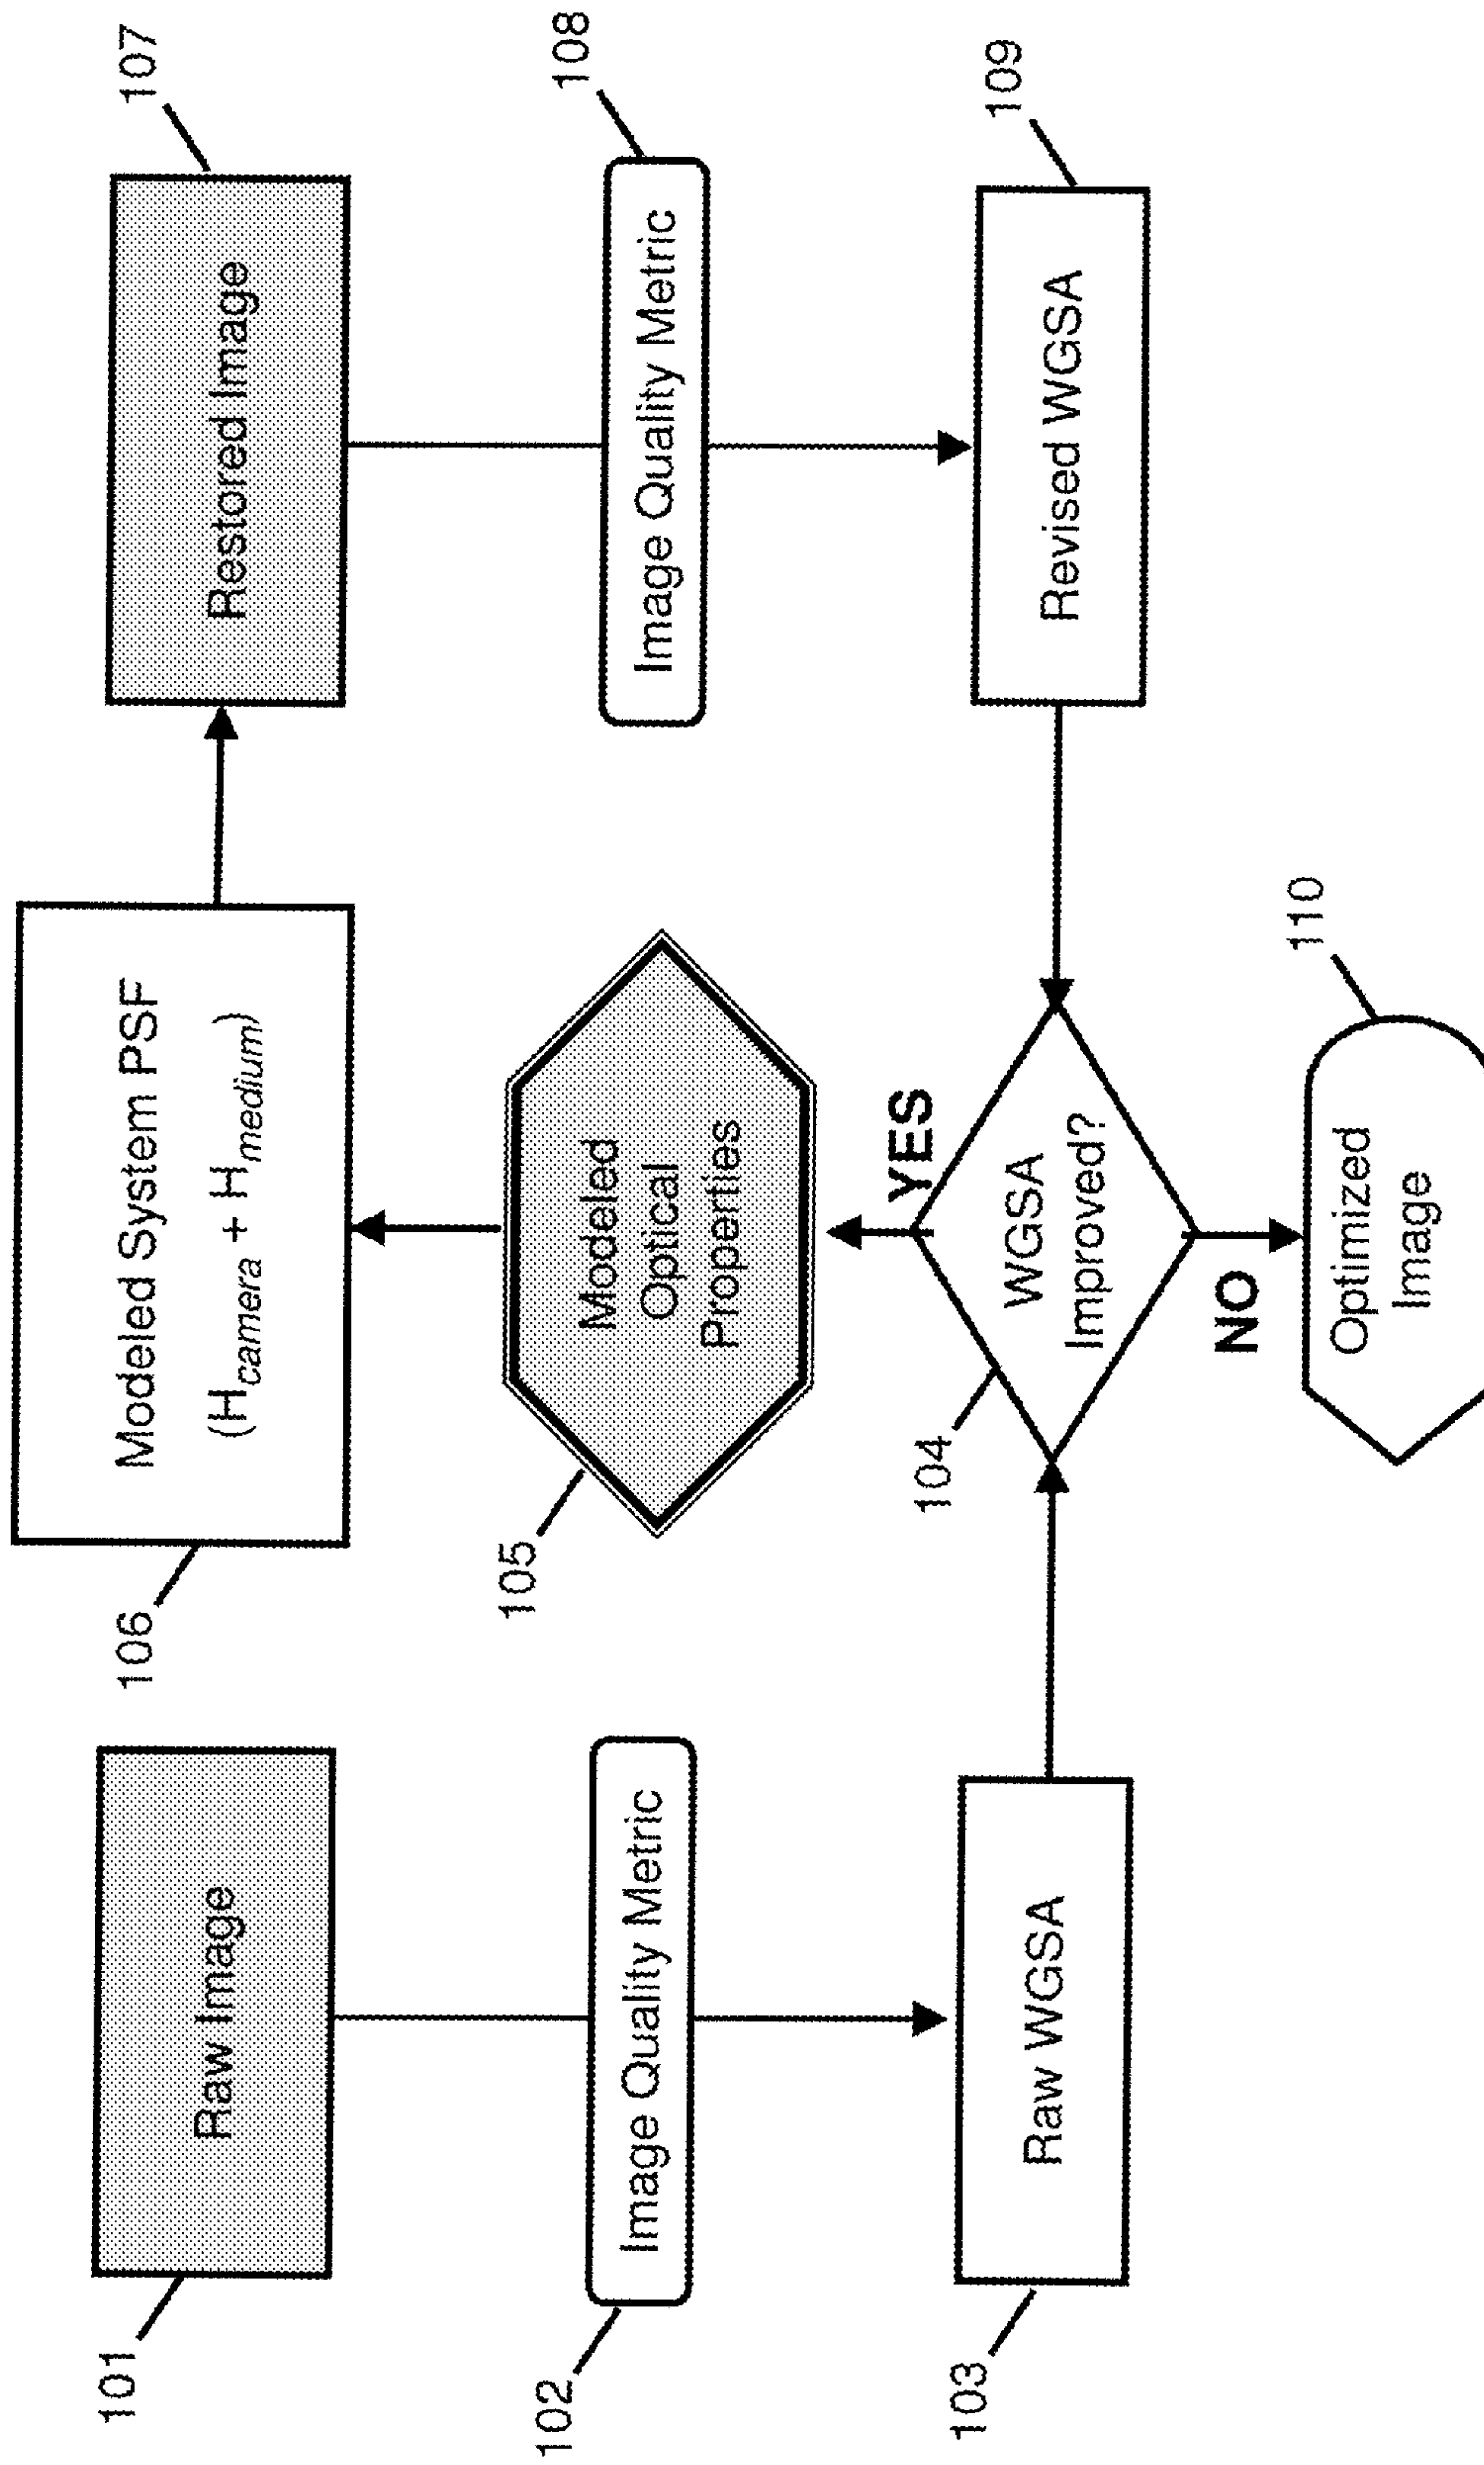 101
Raw Image
102
Image Quality Metric
103
Raw WGSA
106
Modeled System PSF
(Hcamera + Hmedium)
105
Modeled
Optical
Properties
YES
104
WGSA
Improved?
NO
110
Optimized
Image
107
Restored Image
108
Image Quality Metric
109
Revised WGSA